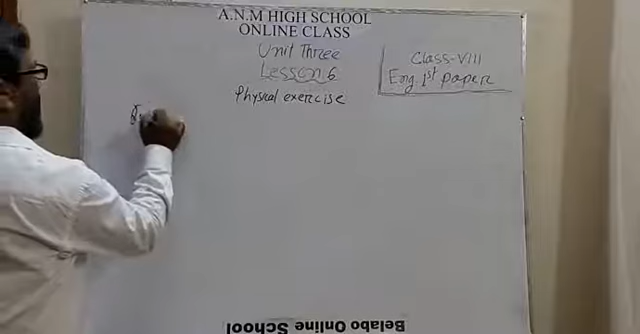 A.N.M HIGH SCHOOL
ONLINE CLASS
Unit Three
Lesson 6
Physical exercise
Class-VIII
Eng. 1st paper
Belabo Online School